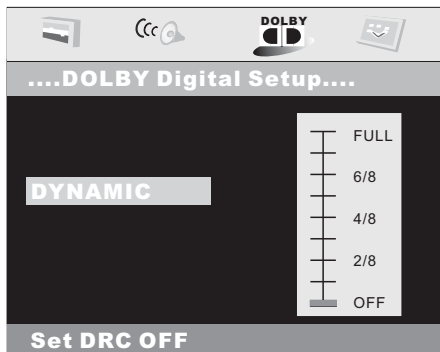 DOLBY
....DOLBY Digital Setup....
FULL
6/8
DYNAMIC
4/8
2/8
OFF
Set DRC OFF